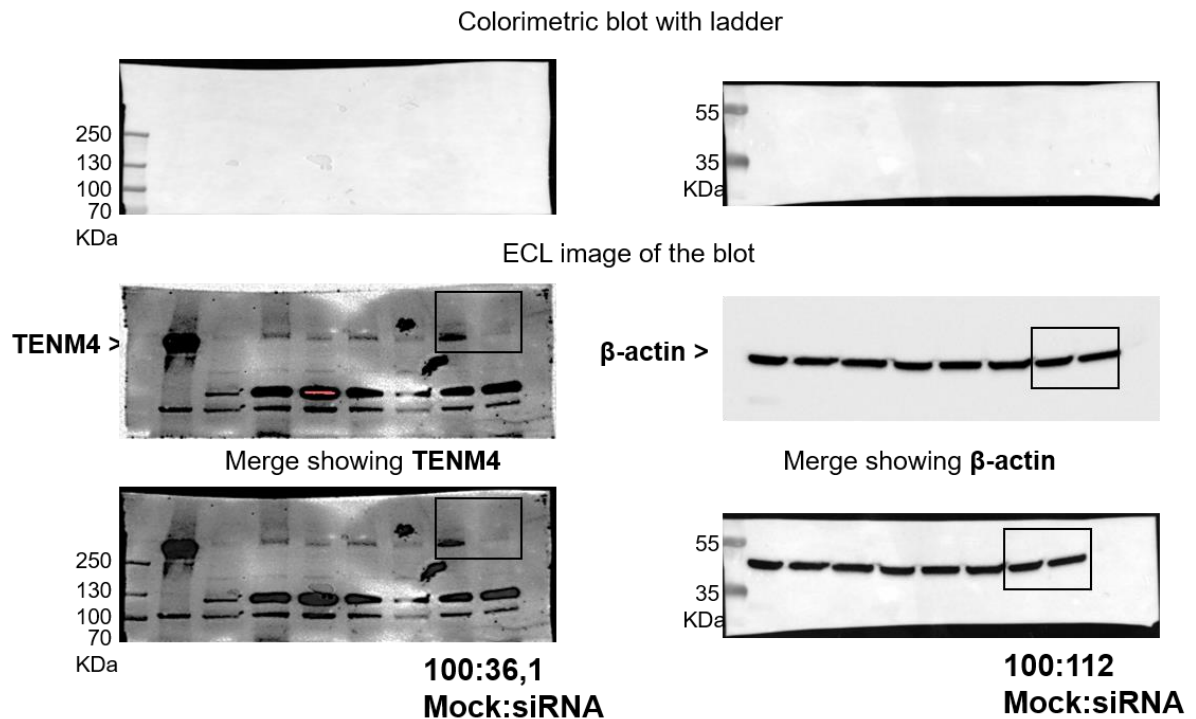 Colorimetric blot with ladder
250
130
100
70
KDa
55
35
KDa
ECL image of the blot
TENM4 >
β-actin >
Merge showing TENM4
Merge showing β-actin
250
130
100
70
KDa
55
35
KDa
100:36,1
Mock:siRNA
100:112
Mock:siRNA